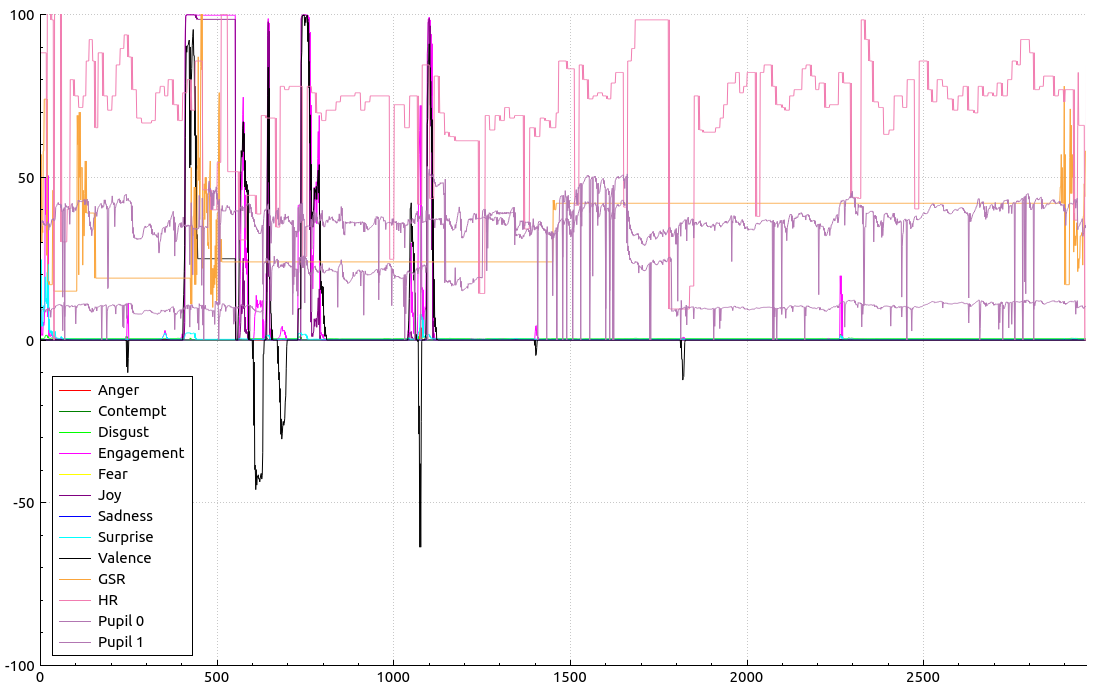 100
50
0
-50
-100
Anger
Contempt
Disgust
Engagement
Fear
Joy
Sadness
Surprise
Valence
GSR
HR
Pupil 0
Pupil 1
0 500 1000 1500 2000 2500